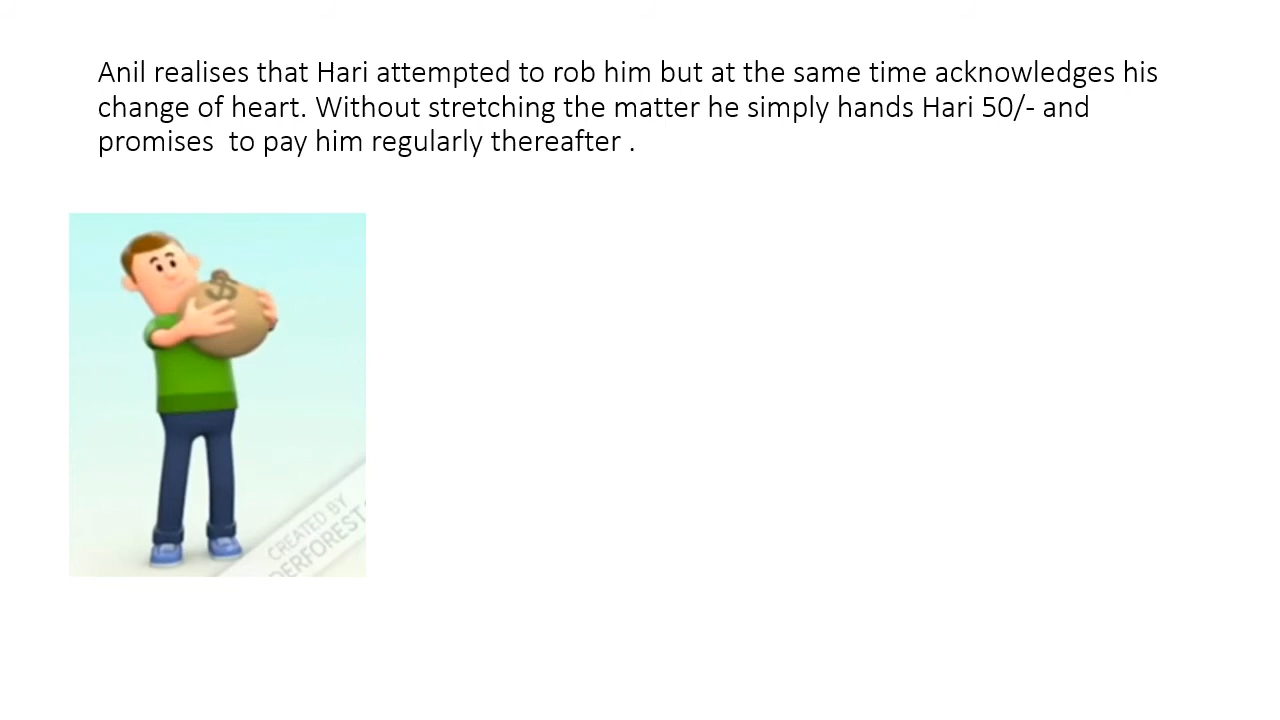 Anil realises that Hari attempted to rob him but at the same time acknowledges his
change of heart. Without stretching the matter he simply hands Hari 50/- and
promises  to pay him regularly thereafter .
$
CREATED BY
DERFOREST